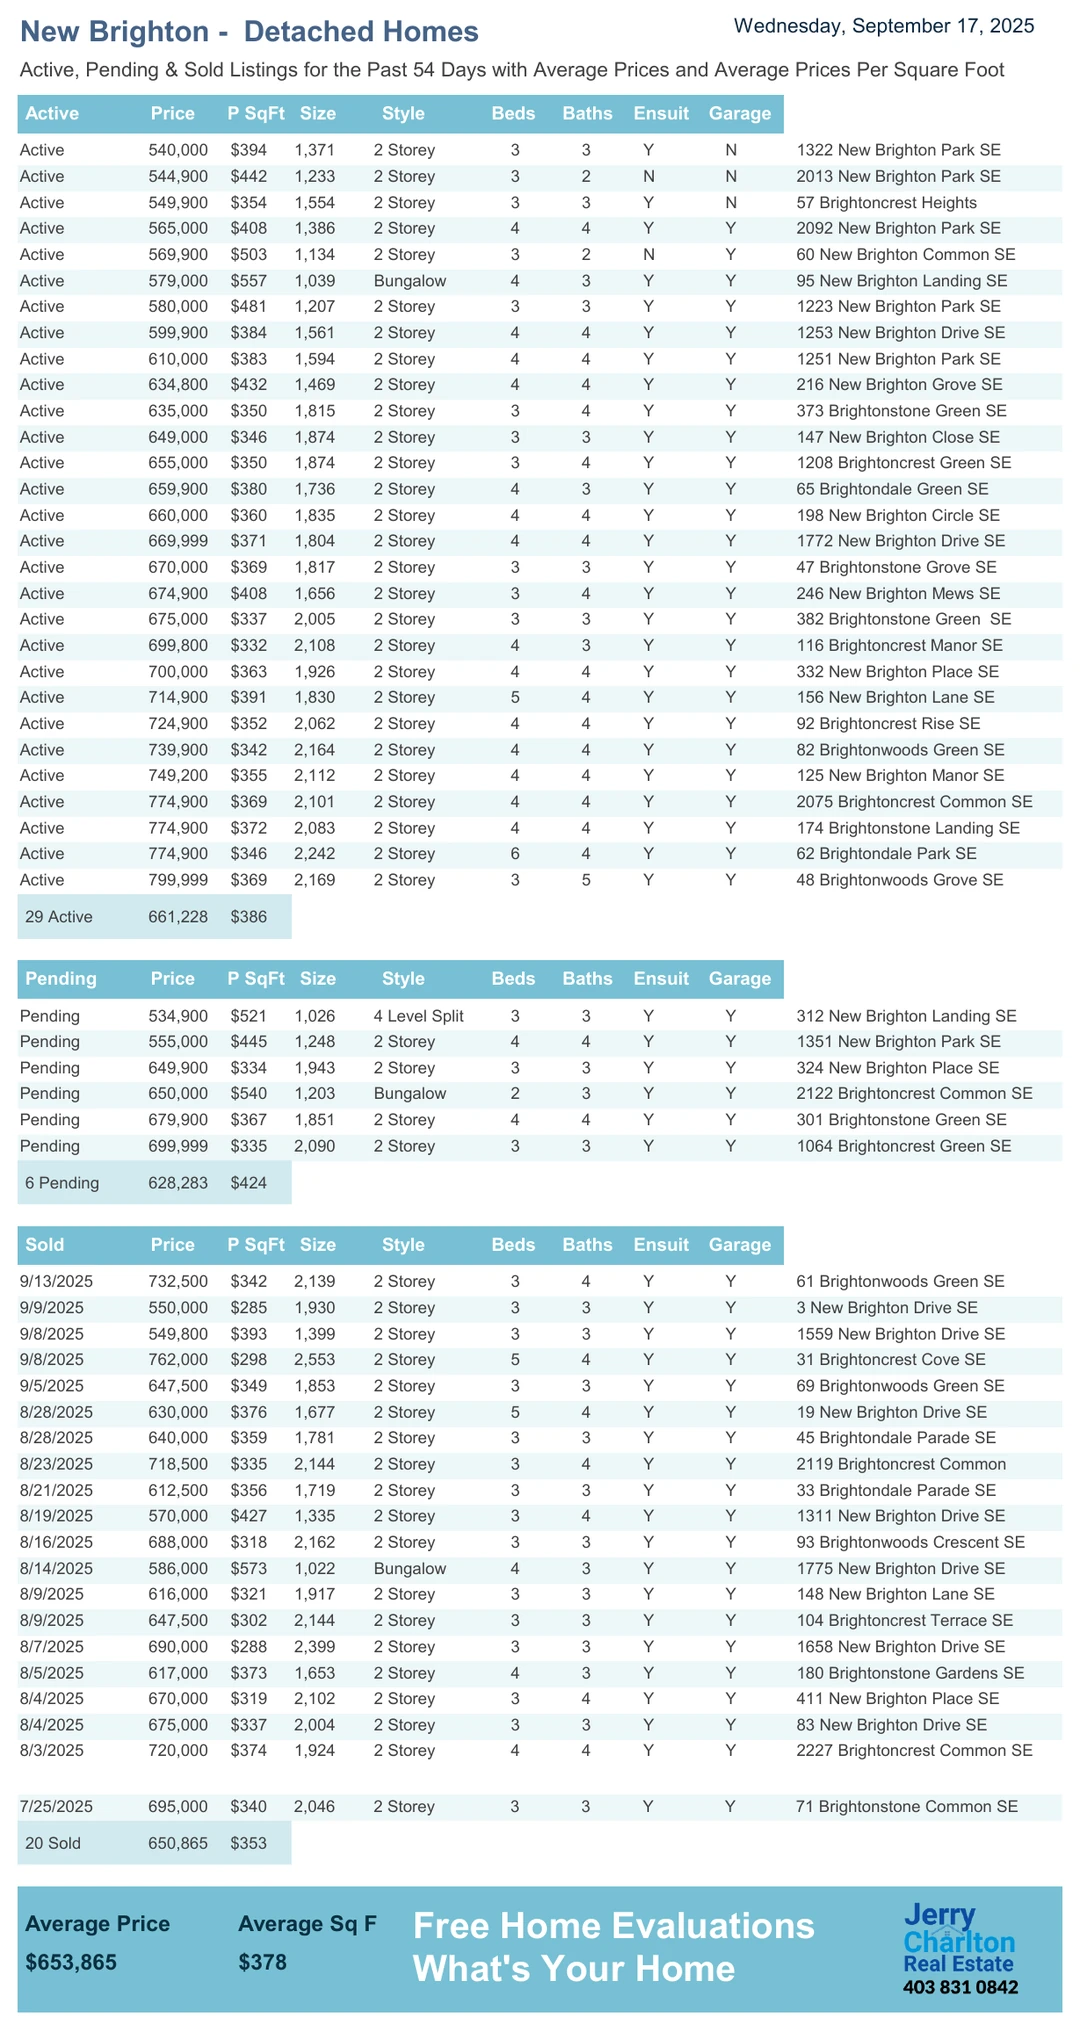 New Brighton -  Detached Homes
Wednesday, September 17, 2025
Active, Pending & Sold Listings for the Past 54 Days with Average Prices and Average Prices Per Square Foot
Active Price P SqFt Size Style Beds Baths Ensuit Garage
Active 540,000 $394 1,371 2 Storey 3 3 Y N 1322 New Brighton Park SE
Active 544,900 $442 1,233 2 Storey 3 2 N N 2013 New Brighton Park SE
Active 549,900 $354 1,554 2 Storey 3 3 Y N 57 Brightoncrest Heights
Active 565,000 $408 1,386 2 Storey 4 4 Y Y 2092 New Brighton Park SE
Active 569,900 $503 1,134 2 Storey 3 2 N Y 60 New Brighton Common SE
Active 579,000 $557 1,039 Bungalow 4 3 Y Y 95 New Brighton Landing SE
Active 580,000 $481 1,207 2 Storey 3 3 Y Y 1223 New Brighton Park SE
Active 599,900 $384 1,561 2 Storey 4 4 Y Y 1253 New Brighton Drive SE
Active 610,000 $383 1,594 2 Storey 4 4 Y Y 1251 New Brighton Park SE
Active 634,800 $432 1,469 2 Storey 4 4 Y Y 216 New Brighton Grove SE
Active 635,000 $350 1,815 2 Storey 3 4 Y Y 373 Brightonstone Green SE
Active 649,000 $346 1,874 2 Storey 3 3 Y Y 147 New Brighton Close SE
Active 655,000 $350 1,874 2 Storey 3 4 Y Y 1208 Brightoncrest Green SE
Active 659,900 $380 1,736 2 Storey 4 3 Y Y 65 Brightondale Green SE
Active 660,000 $360 1,835 2 Storey 4 4 Y Y 198 New Brighton Circle SE
Active 669,999 $371 1,804 2 Storey 4 4 Y Y 1772 New Brighton Drive SE
Active 670,000 $369 1,817 2 Storey 3 3 Y Y 47 Brightonstone Grove SE
Active 674,900 $408 1,656 2 Storey 3 4 Y Y 246 New Brighton Mews SE
Active 675,000 $337 2,005 2 Storey 3 3 Y Y 382 Brightonstone Green  SE
Active 699,800 $332 2,108 2 Storey 4 3 Y Y 116 Brightoncrest Manor SE
Active 700,000 $363 1,926 2 Storey 4 4 Y Y 332 New Brighton Place SE
Active 714,900 $391 1,830 2 Storey 5 4 Y Y 156 New Brighton Lane SE
Active 724,900 $352 2,062 2 Storey 4 4 Y Y 92 Brightoncrest Rise SE
Active 739,900 $342 2,164 2 Storey 4 4 Y Y 82 Brightonwoods Green SE
Active 749,200 $355 2,112 2 Storey 4 4 Y Y 125 New Brighton Manor SE
Active 774,900 $369 2,101 2 Storey 4 4 Y Y 2075 Brightoncrest Common SE
Active 774,900 $372 2,083 2 Storey 4 4 Y Y 174 Brightonstone Landing SE
Active 774,900 $346 2,242 2 Storey 6 4 Y Y 62 Brightondale Park SE
Active 799,999 $369 2,169 2 Storey 3 5 Y Y 48 Brightonwoods Grove SE
29 Active 661,228 $386
Pending Price P SqFt Size Style Beds Baths Ensuit Garage
Pending 534,900 $521 1,026 4 Level Split 3 3 Y Y 312 New Brighton Landing SE
Pending 555,000 $445 1,248 2 Storey 4 4 Y Y 1351 New Brighton Park SE
Pending 649,900 $334 1,943 2 Storey 3 3 Y Y 324 New Brighton Place SE
Pending 650,000 $540 1,203 Bungalow 2 3 Y Y 2122 Brightoncrest Common SE
Pending 679,900 $367 1,851 2 Storey 4 4 Y Y 301 Brightonstone Green SE
Pending 699,999 $335 2,090 2 Storey 3 3 Y Y 1064 Brightoncrest Green SE
6 Pending 628,283 $424
Sold Price P SqFt Size Style Beds Baths Ensuit Garage
9/13/2025 732,500 $342 2,139 2 Storey 3 4 Y Y 61 Brightonwoods Green SE
9/9/2025 550,000 $285 1,930 2 Storey 3 3 Y Y 3 New Brighton Drive SE
9/8/2025 549,800 $393 1,399 2 Storey 3 3 Y Y 1559 New Brighton Drive SE
9/8/2025 762,000 $298 2,553 2 Storey 5 4 Y Y 31 Brightoncrest Cove SE
9/5/2025 647,500 $349 1,853 2 Storey 3 3 Y Y 69 Brightonwoods Green SE
8/28/2025 630,000 $376 1,677 2 Storey 5 4 Y Y 19 New Brighton Drive SE
8/28/2025 640,000 $359 1,781 2 Storey 3 3 Y Y 45 Brightondale Parade SE
8/23/2025 718,500 $335 2,144 2 Storey 3 4 Y Y 2119 Brightoncrest Common
8/21/2025 612,500 $356 1,719 2 Storey 3 3 Y Y 33 Brightondale Parade SE
8/19/2025 570,000 $427 1,335 2 Storey 3 4 Y Y 1311 New Brighton Drive SE
8/16/2025 688,000 $318 2,162 2 Storey 3 3 Y Y 93 Brightonwoods Crescent SE
8/14/2025 586,000 $573 1,022 Bungalow 4 3 Y Y 1775 New Brighton Drive SE
8/9/2025 616,000 $321 1,917 2 Storey 3 3 Y Y 148 New Brighton Lane SE
8/9/2025 647,500 $302 2,144 2 Storey 3 3 Y Y 104 Brightoncrest Terrace SE
8/7/2025 690,000 $288 2,399 2 Storey 3 3 Y Y 1658 New Brighton Drive SE
8/5/2025 617,000 $373 1,653 2 Storey 4 3 Y Y 180 Brightonstone Gardens SE
8/4/2025 670,000 $319 2,102 2 Storey 3 4 Y Y 411 New Brighton Place SE
8/4/2025 675,000 $337 2,004 2 Storey 3 3 Y Y 83 New Brighton Drive SE
8/3/2025 720,000 $374 1,924 2 Storey 4 4 Y Y 2227 Brightoncrest Common SE
7/25/2025 695,000 $340 2,046 2 Storey 3 3 Y Y 71 Brightonstone Common SE
20 Sold 650,865 $353
Average Price Average Sq F
$653,865 $378
Free Home Evaluations
What's Your Home
Jerry
Charlton
Real Estate
403 831 0842